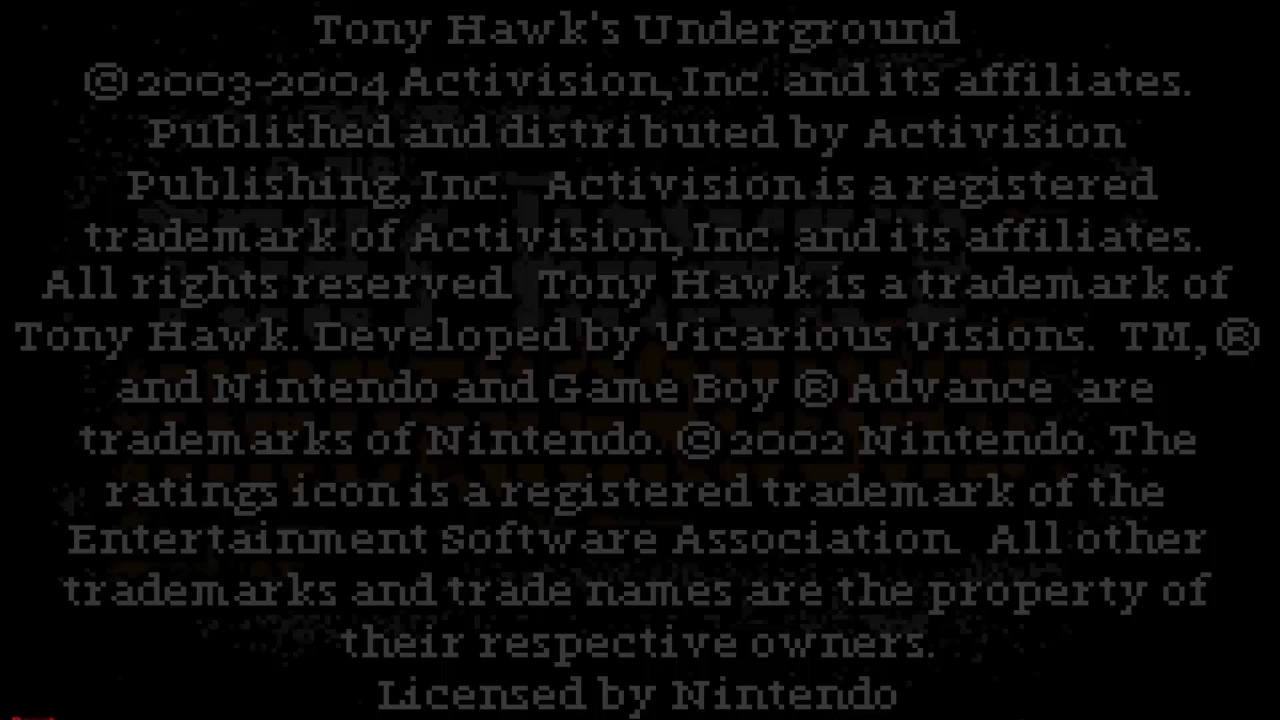 Tony Hawk's Underground
©2003-2004 Activision, Inc. and its affiliates.
Published and distributed by Activision
Publishing, Inc. Activision is a registered
trademark of Activision, Inc. and its affiliates.
All rights reserved. Tony Hawk is a trademark of
Tony Hawk. Developed by Vicarious Visions. TM, ®
and Nintendo and Game Boy ® Advance are
trademarks of Nintendo. © 2002 Nintendo. The
ratings icon is a registered trademark of the
Entertainment Software Association. All other
trademarks and trade names are the property of
their respective owners.
Licensed by Nintendo